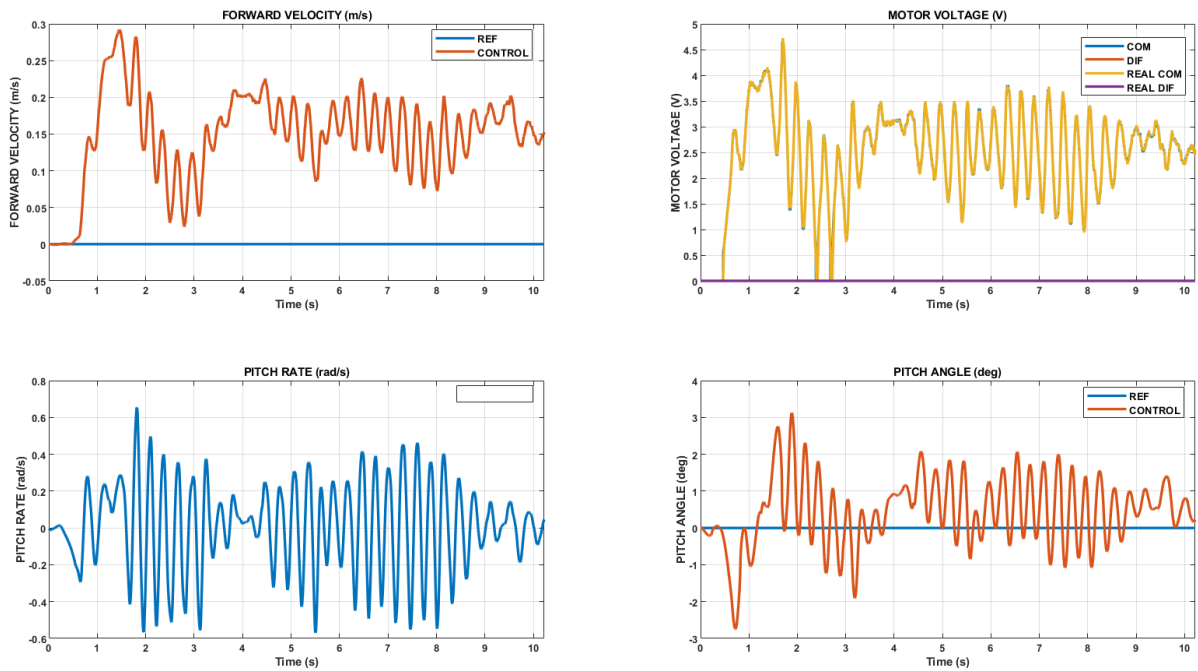 FORWARD VELOCITY (m/s)
FORWARD VELOCITY (m/s)
0.3
0.25
0.2
0.15
0.1
0.05
0
-0.05
REF
CONTROL
0 1 2 3 4 5 6 7 8 9 10
Time (s)
MOTOR VOLTAGE (V)
MOTOR VOLTAGE (V)
5
4.5
4
3.5
3
2.5
2
1.5
1
0.5
0
COM
DIF
REAL COM
REAL DIF
0 1 2 3 4 5 6 7 8 9 10
Time (s)
PITCH RATE (rad/s)
PITCH RATE (rad/s)
0.8
0.6
0.4
0.2
0
-0.2
-0.4
-0.6
0 1 2 3 4 5 6 7 8 9 10
Time (s)
PITCH ANGLE (deg)
PITCH ANGLE (deg)
4
3
2
1
0
-1
-2
-3
REF
CONTROL
0 1 2 3 4 5 6 7 8 9 10
Time (s)